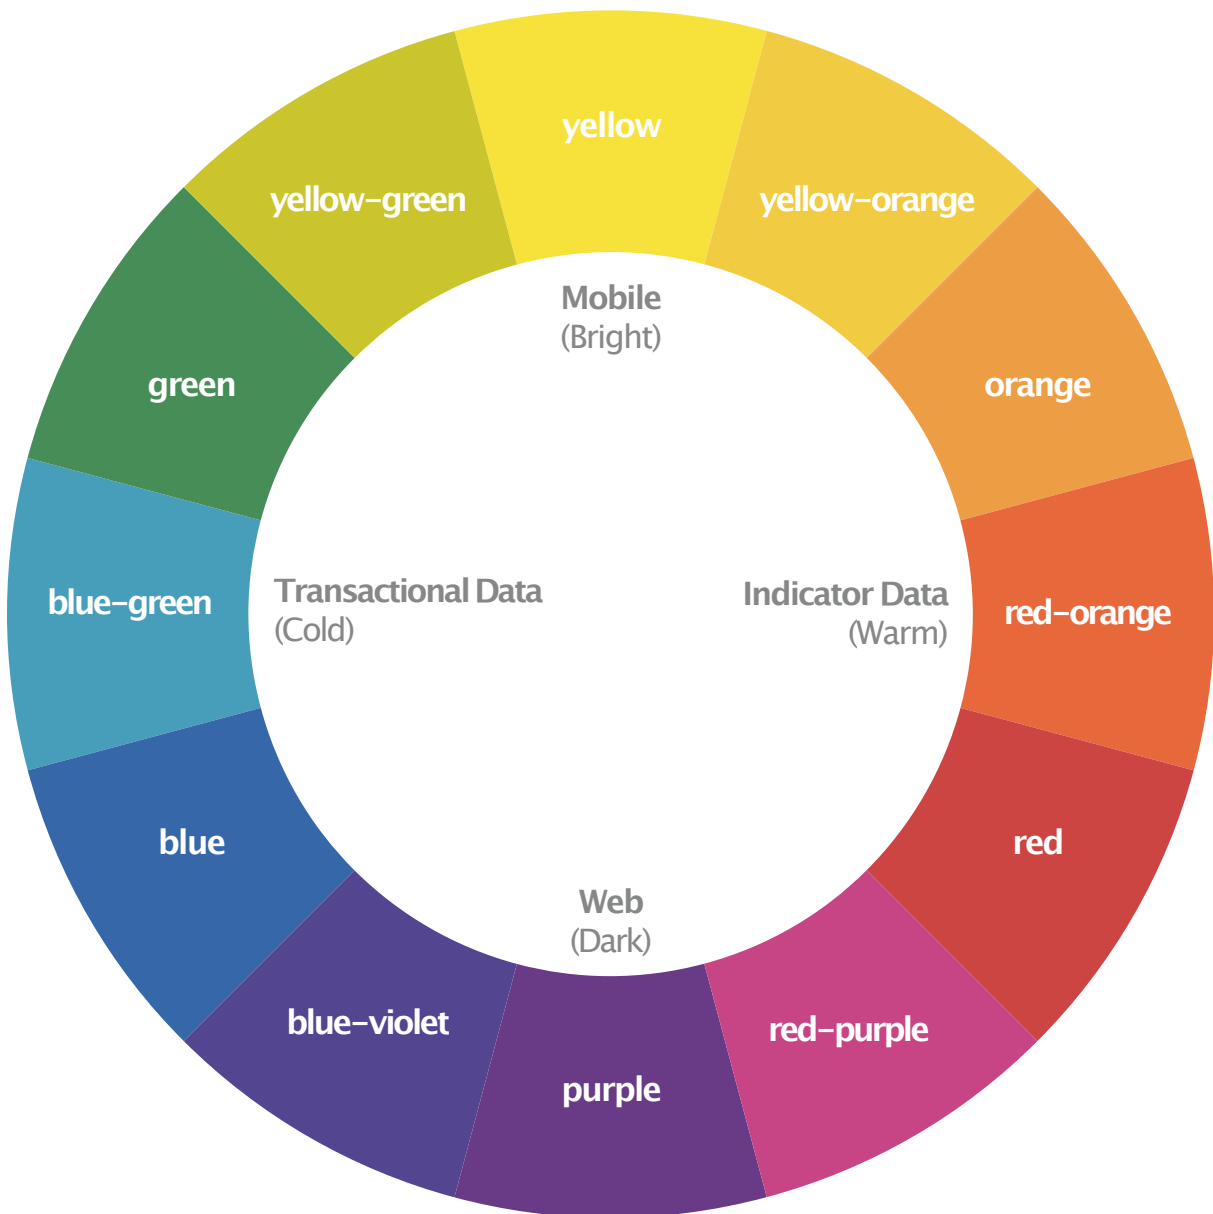 yellow
yellow-green
yellow-orange
Mobile
(Bright)
green
orange
Transactional Data
(Cold)
Indicator Data
(Warm)
blue-green
red-orange
blue
red
Web
(Dark)
blue-violet
red-purple
purple